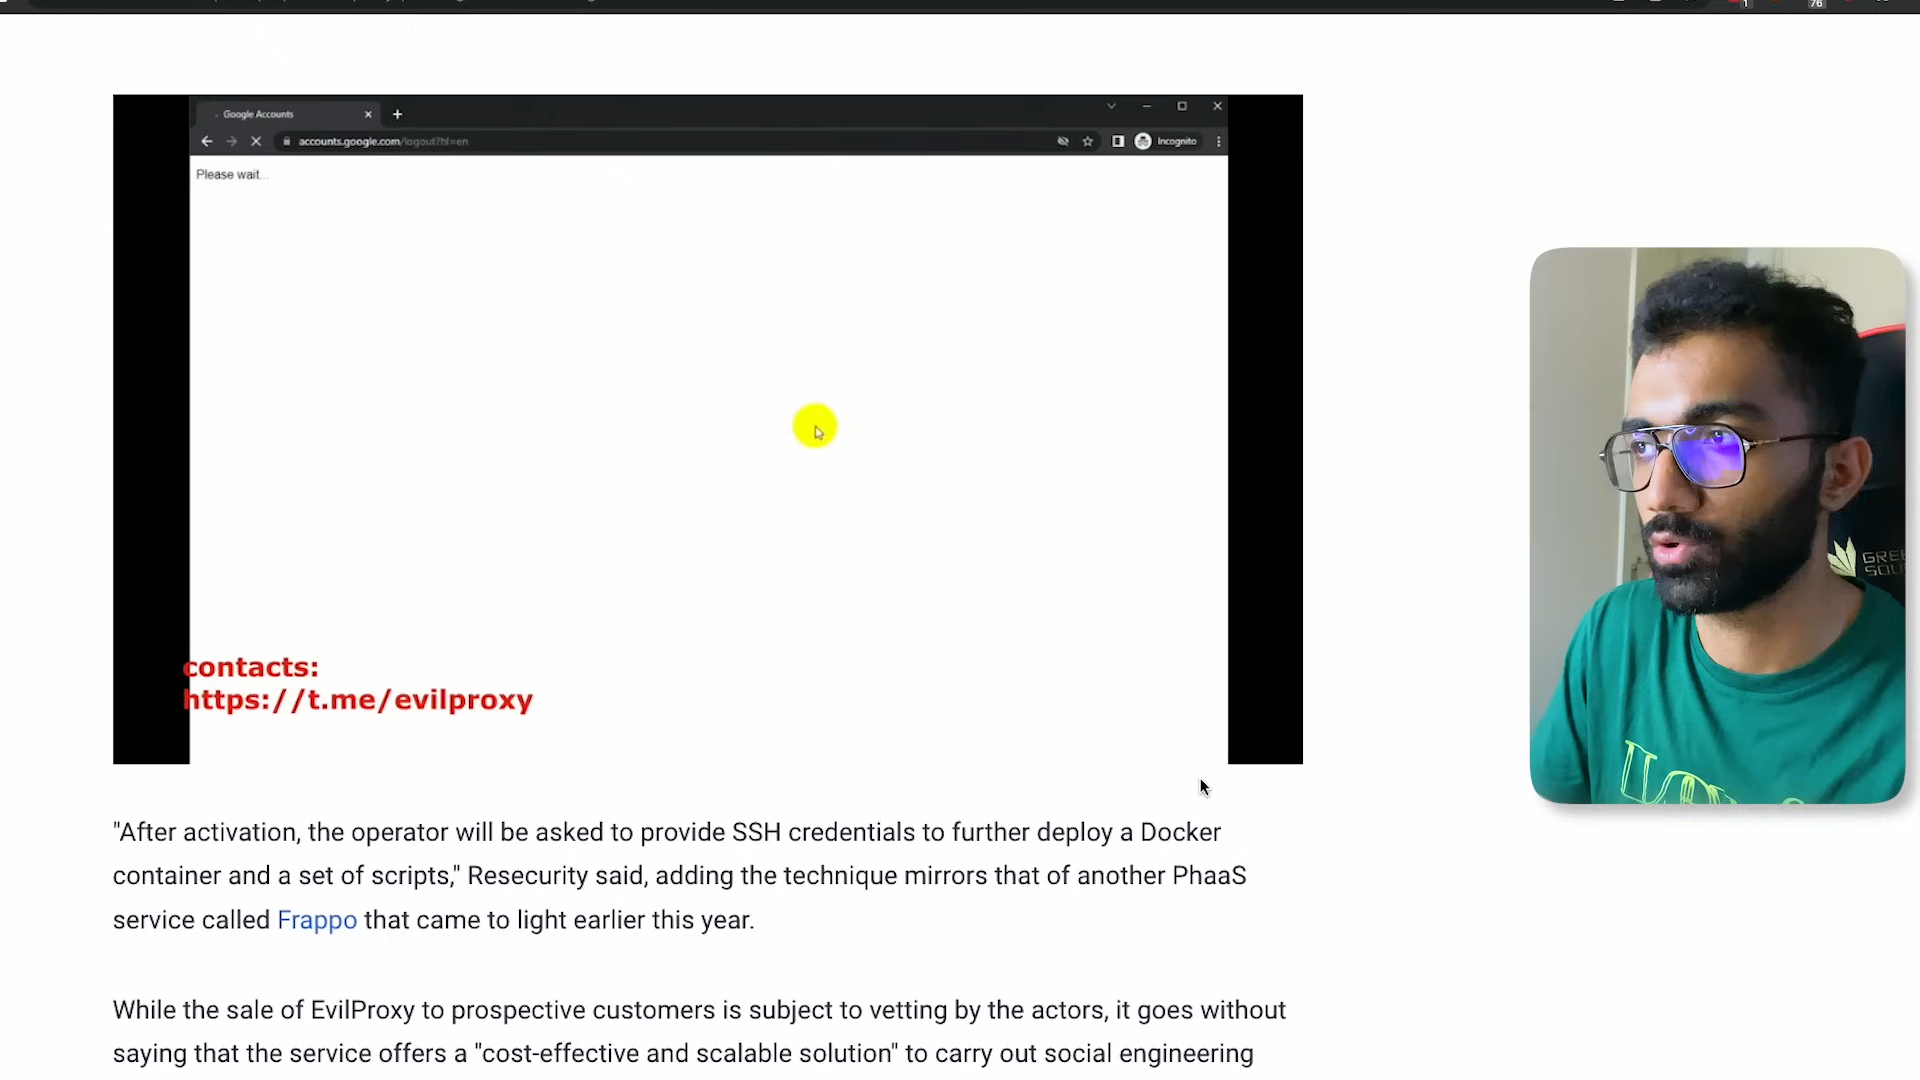 1
76
Google Accounts
accounts.google.com/logout?hl=en
Incognito
Please wait...
contacts:
https://t.me/evilproxy
GREE
SOU
"After activation, the operator will be asked to provide SSH credentials to further deploy a Docker
container and a set of scripts," Resecurity said, adding the technique mirrors that of another PhaaS
service called Frappo that came to light earlier this year.
While the sale of EvilProxy to prospective customers is subject to vetting by the actors, it goes without
saying that the service offers a "cost-effective and scalable solution" to carry out social engineering